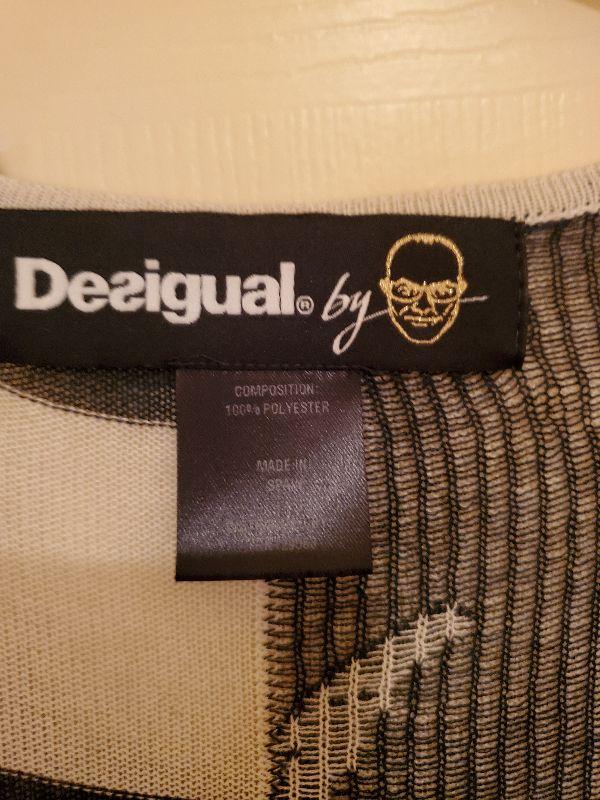 Desigual® by
COMPOSITION:
100% POLYESTER
MADE IN
SPAIN